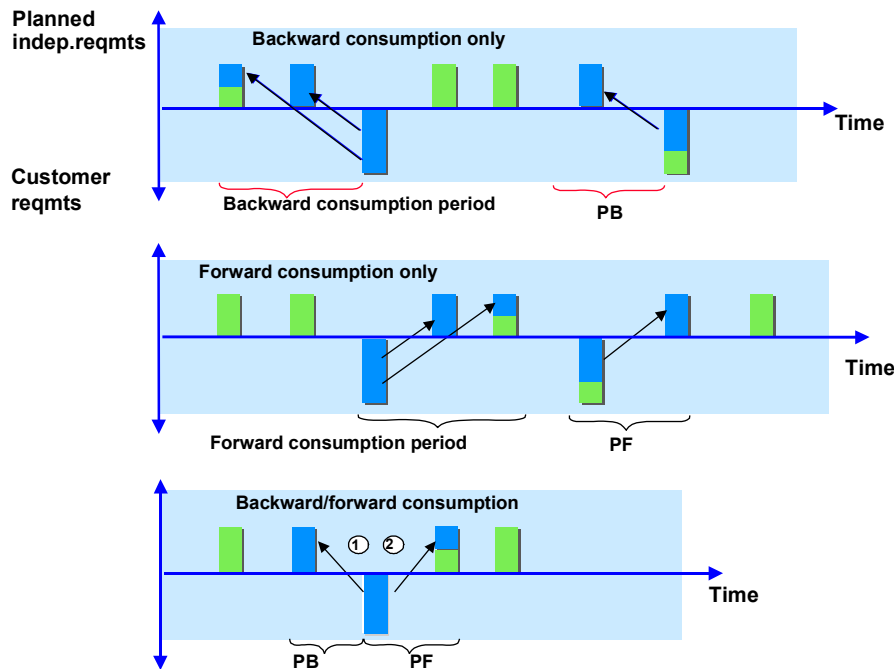 Planned
indep.reqmts
Backward consumption only
Time
Customer
reqmts
Backward consumption period
PB
Forward consumption only
Time
Forward consumption period
PF
Backward/forward consumption
1 2
Time
PB PF